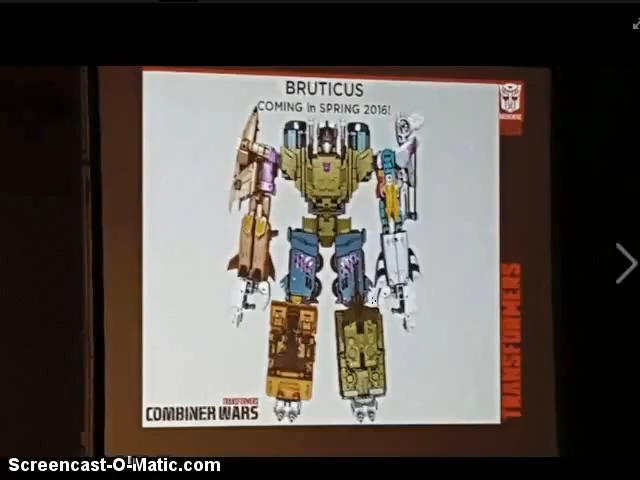 BRUTICUS
COMING in SPRING 2016!
TRANSFORMERS
TRANSFORMERS
COMBINER WARS
Screencast-O-Matic.com